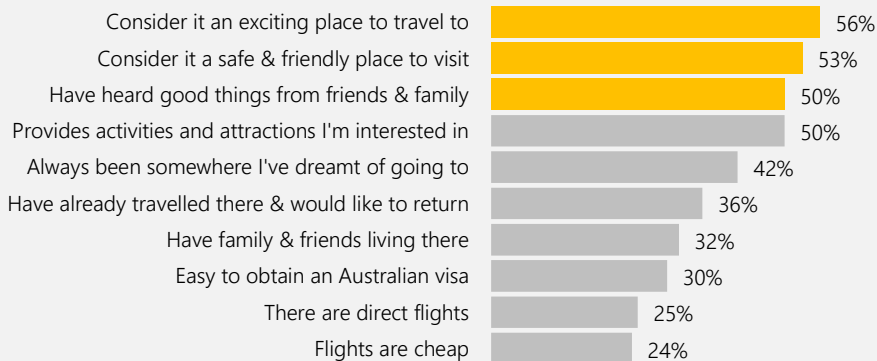 Consider it an exciting place to travel to 56%
Consider it a safe & friendly place to visit 53%
Have heard good things from friends & family 50%
Provides activities and attractions I'm interested in 50%
Always been somewhere I've dreamt of going to 42%
Have already travelled there & would like to return 36%
Have family & friends living there 32%
Easy to obtain an Australian visa 30%
There are direct flights 25%
Flights are cheap 24%